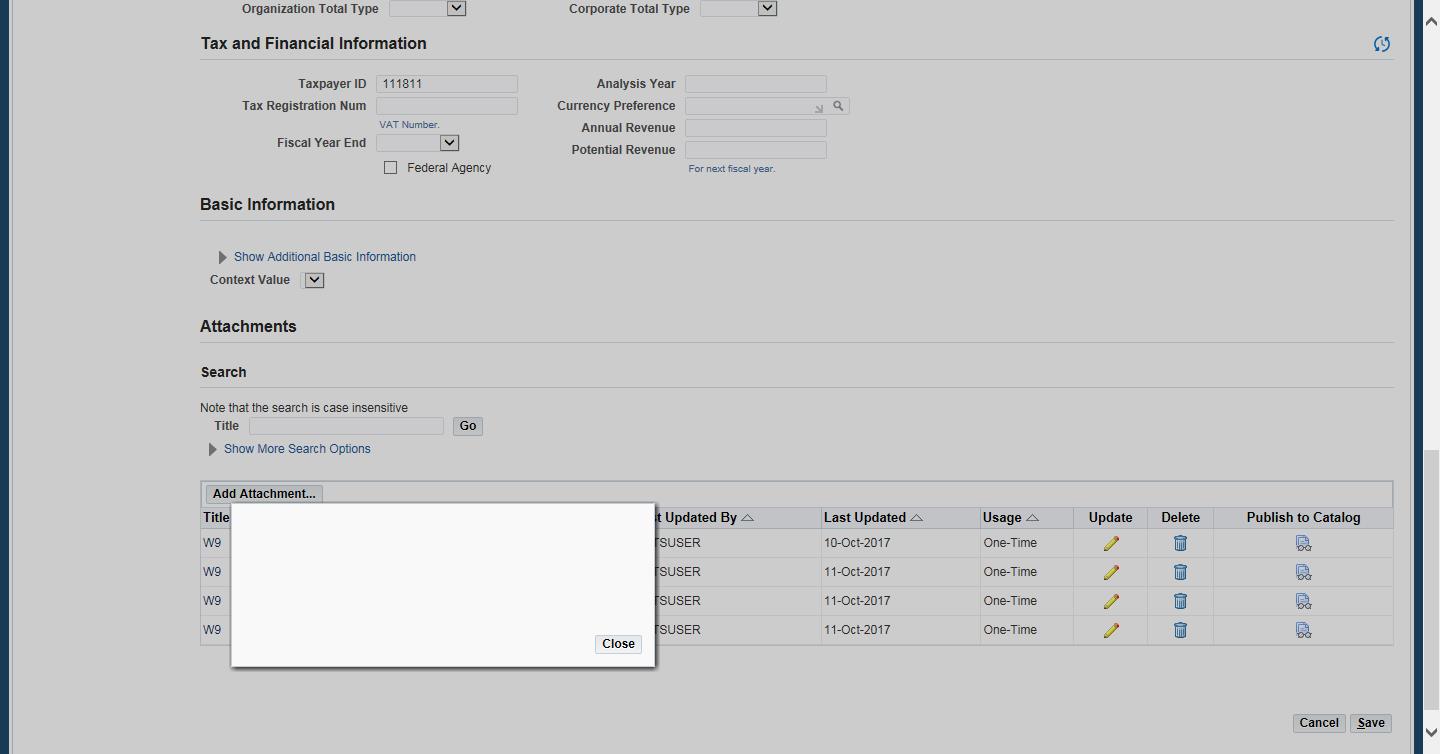 Organization Total Type Corporate Total Type
Tax and Financial Information
Taxpayer ID 111811 Analysis Year
Tax Registration Num Currency Preference
VAT Number. Annual Revenue
Fiscal Year End Potential Revenue
Federal Agency For next fiscal year.
Basic Information
Show Additional Basic Information
Context Value
Attachments
Search
Note that the search is case insensitive
Title Go
Show More Search Options
Add Attachment...
Title t Updated By Last Updated Usage Update Delete Publish to Catalog
W9 TSUSER 10-Oct-2017 One-Time
W9 TSUSER 11-Oct-2017 One-Time
W9 TSUSER 11-Oct-2017 One-Time
W9 TSUSER 11-Oct-2017 One-Time
Close
Cancel Save